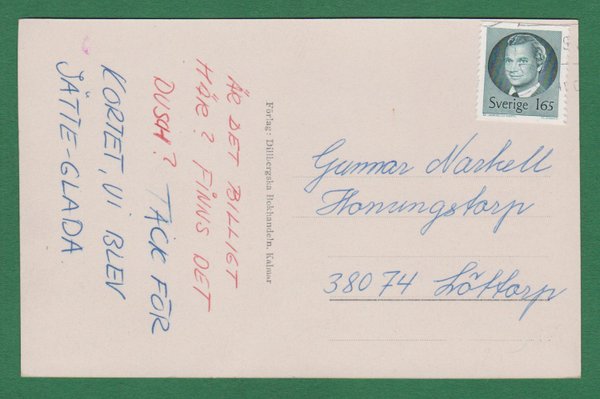 ÄR DET BILLIGT
HÄR? FINNS DET
DUSCH? TACK FÖR
KORTET, VI BLEV
JÄTTE-GLADA.
Förlag: Dillbergska Bokhandeln, Kalmar
Sverige 165
Gunnar Narkell
Honungstorp
38074 Löttorp